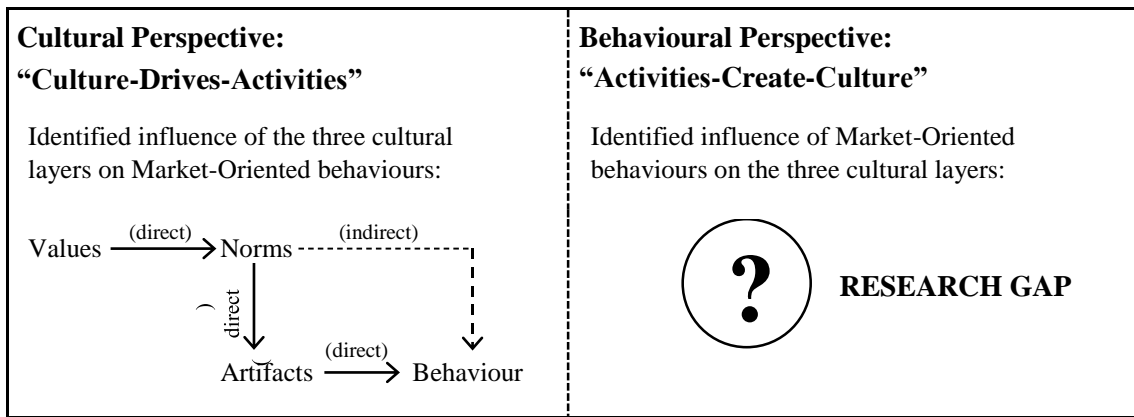 Cultural Perspective:
“Culture-Drives-Activities”
Identified influence of the three cultural
layers on Market-Oriented behaviours:
(direct)
(indirect)
Values
Norms
(direct)
(direct)
Artifacts
Behaviour
Behavioural Perspective:
“Activities-Create-Culture”
Identified influence of Market-Oriented
behaviours on the three cultural layers:
?
RESEARCH GAP